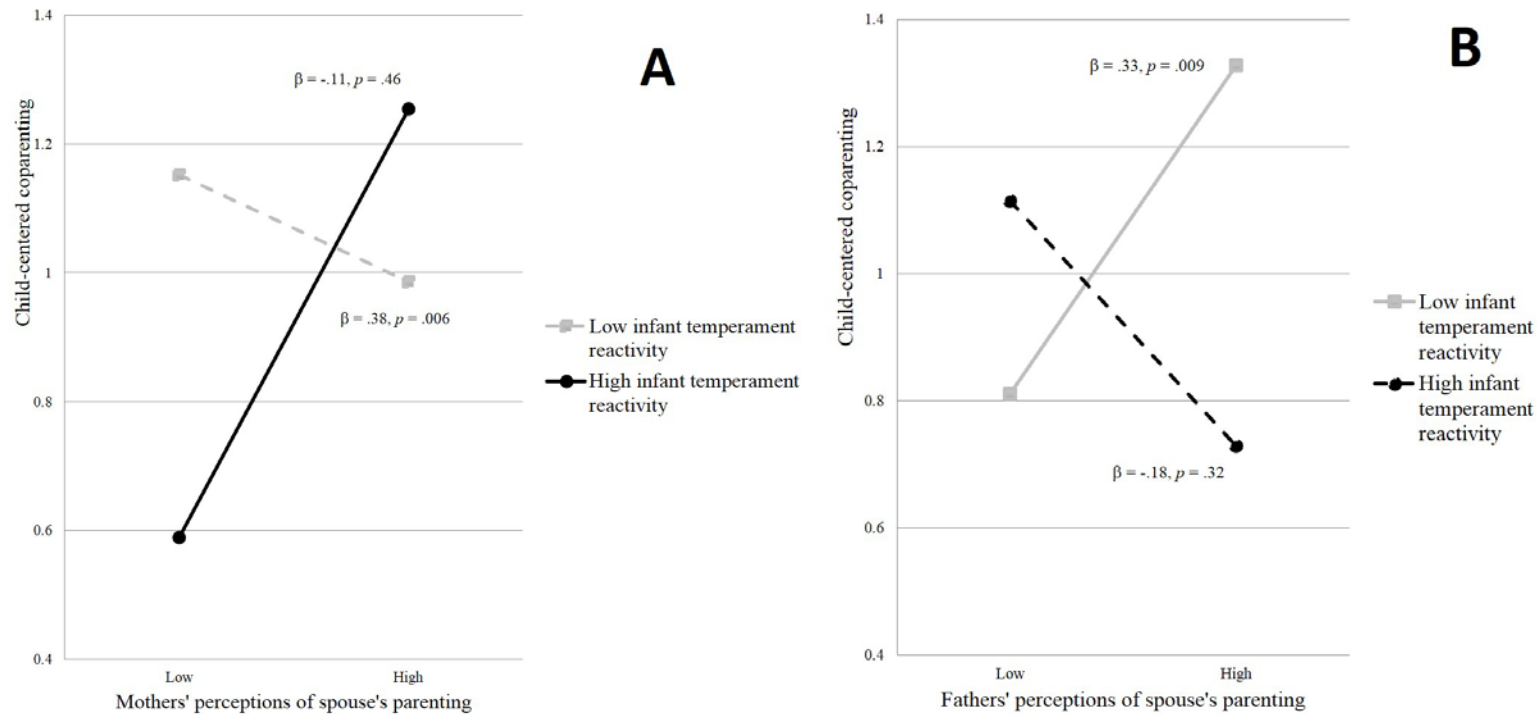 A
1.4
1.2
1
0.8
0.6
0.4
Child-centered coparenting
β = -.11, p = .46
β = .38, p = .006
Low
High
Mothers' perceptions of spouse's parenting
Low infant temperament
reactivity
High infant temperament
reactivity
B
1.4
1.2
1
0.8
0.6
0.4
Child-centered coparenting
β = .33, p = .009
β = -.18, p = .32
Low
High
Fathers' perceptions of spouse's parenting
Low infant
temperament
reactivity
High infant
temperament
reactivity